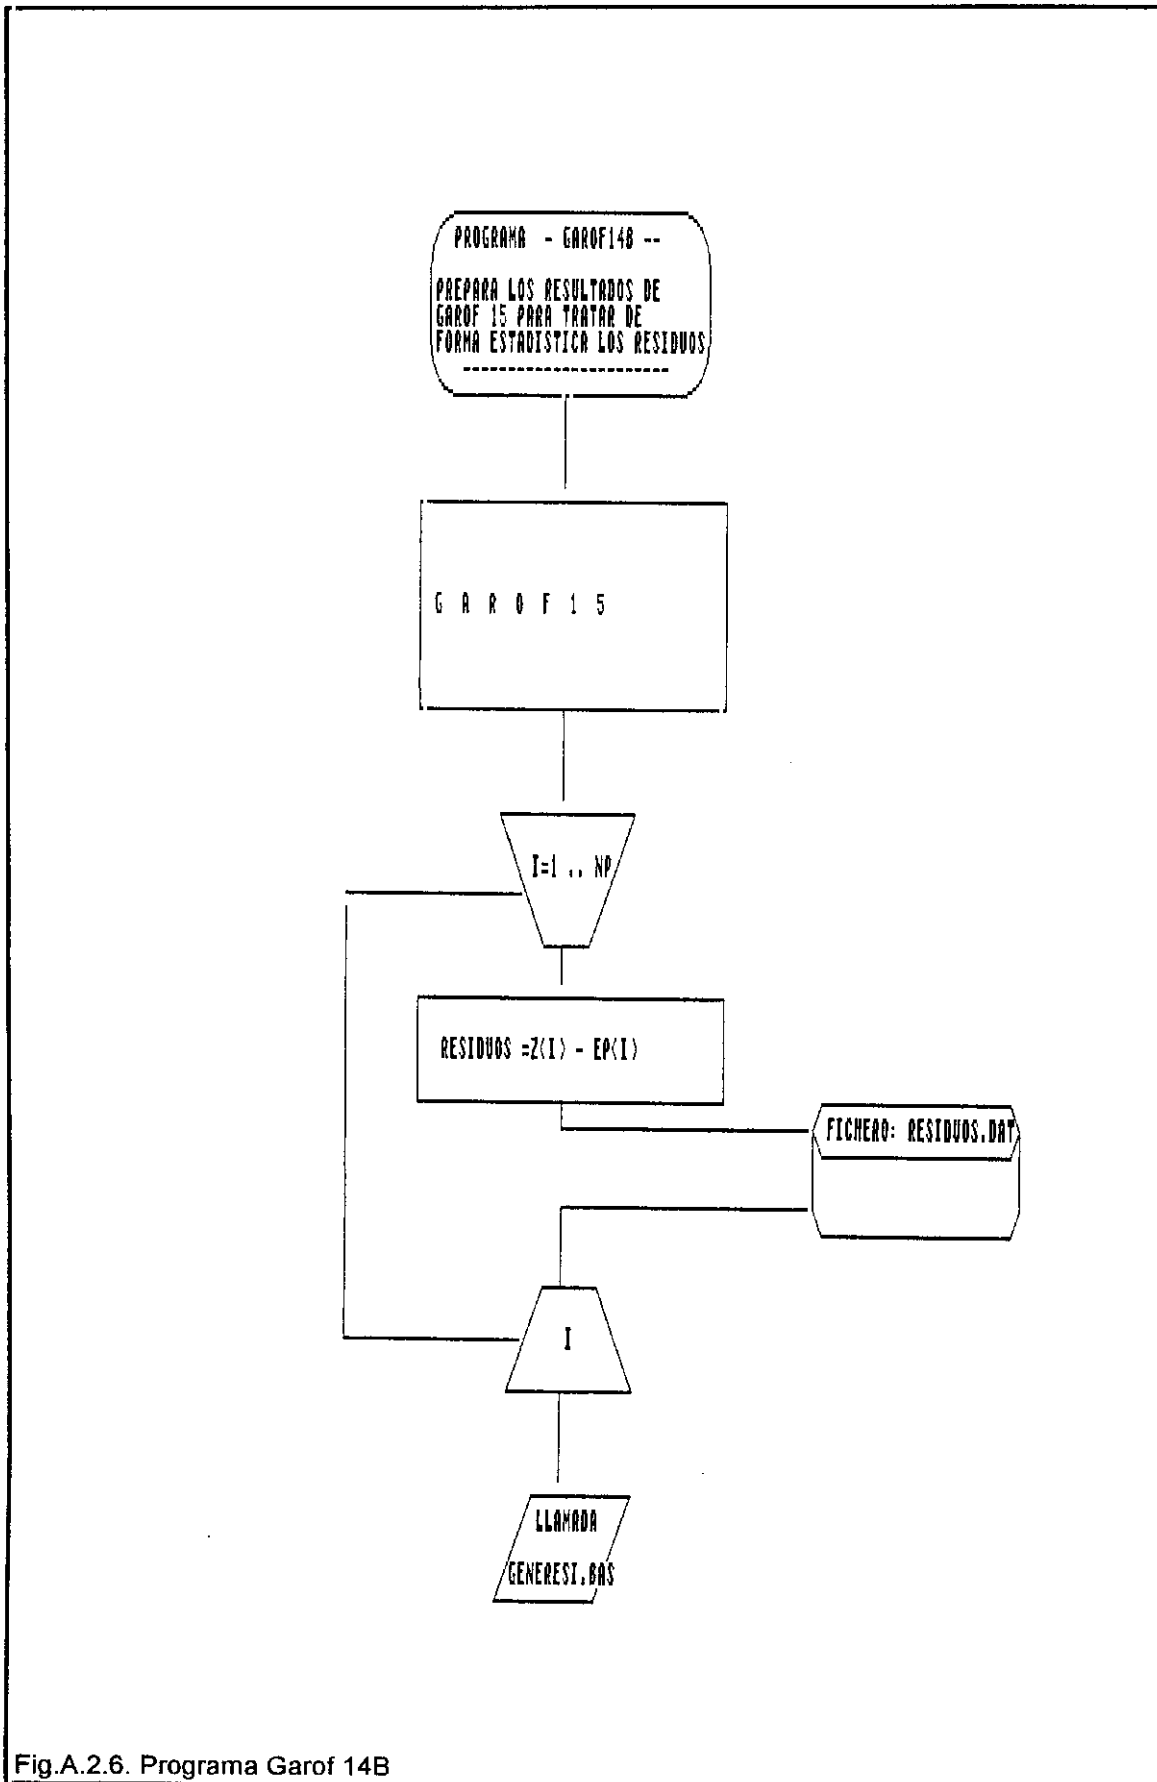 PROGRAMA - GAROF14B --
PREPARA LOS RESULTADOS DE
GAROF 15 PARA TRATAR DE
FORMA ESTADISTICA LOS RESIDUOS
-----------------------
G A R O F 1 5
I=1 .. NP
RESIDUOS =Z(I) - EP(I)
FICHERO: RESIDUOS.DAT
I
LLAMADA
GENERESI.BAS
Fig.A.2.6. Programa Garof 14B